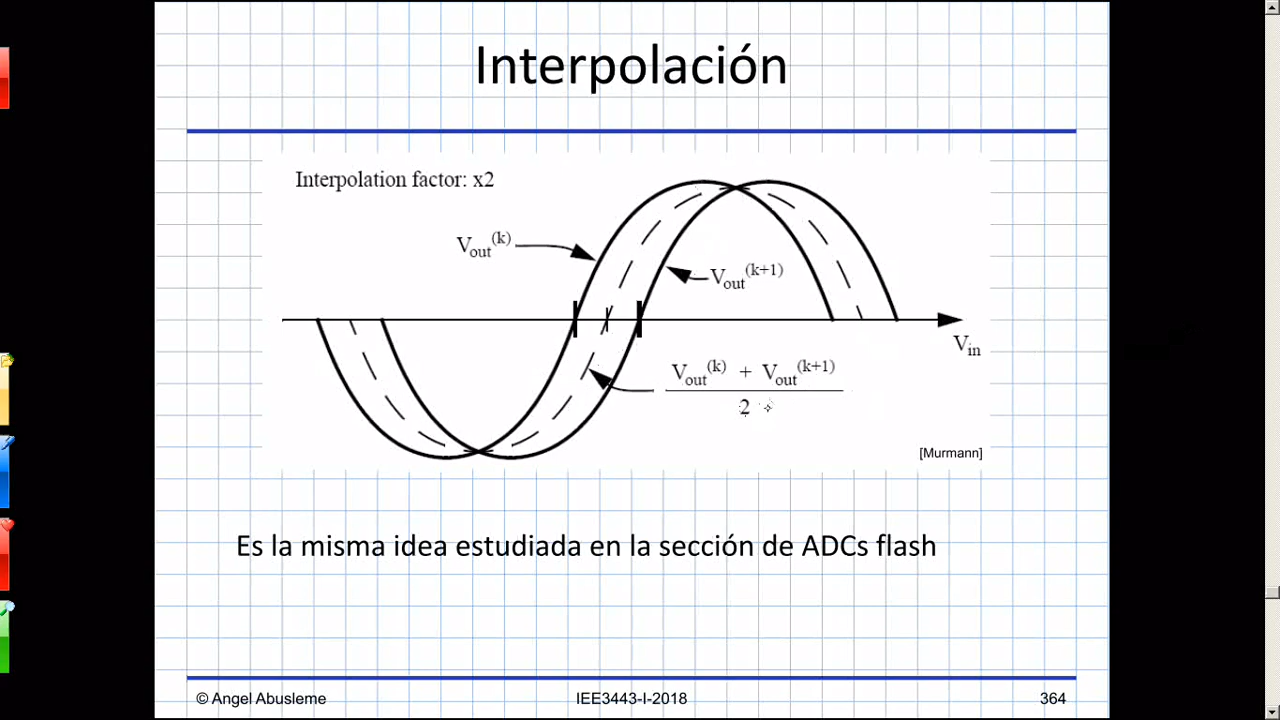 Interpolación
Interpolation factor: x2
Vout(k)
Vout(k+1)
Vin
Vout(k) + Vout(k+1)
2
[Murmann]
Es la misma idea estudiada en la sección de ADCs flash
© Angel Abusleme
IEE3443-I-2018
364